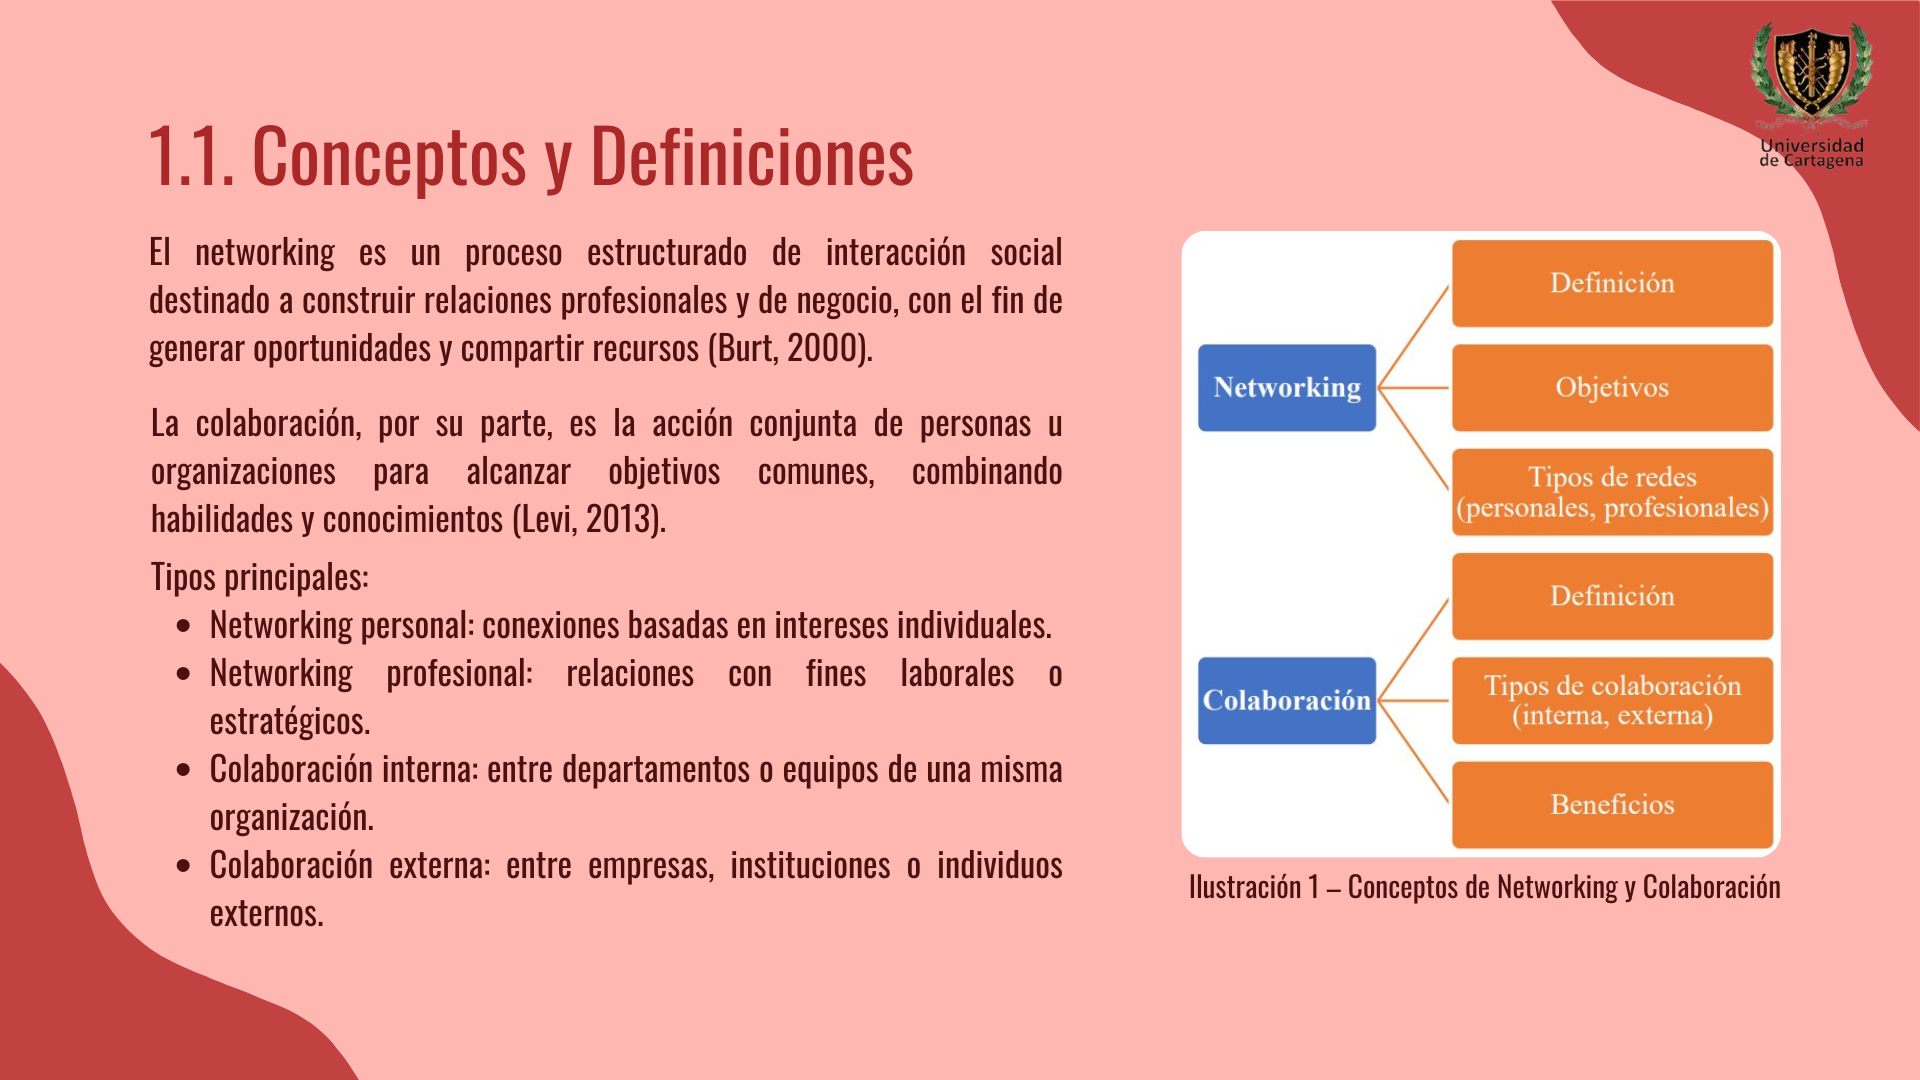 Universidad
de Cartagena
1.1. Conceptos y Definiciones
El networking es un proceso estructurado de interacción social
destinado a construir relaciones profesionales y de negocio, con el fin de
generar oportunidades y compartir recursos (Burt, 2000).
La colaboración, por su parte, es la acción conjunta de personas u
organizaciones para alcanzar objetivos comunes, combinando
habilidades y conocimientos (Levi, 2013).
Tipos principales:
• Networking personal: conexiones basadas en intereses individuales.
• Networking profesional: relaciones con fines laborales o
estratégicos.
• Colaboración interna: entre departamentos o equipos de una misma
organización.
• Colaboración externa: entre empresas, instituciones o individuos
externos.
Networking
Definición
Objetivos
Tipos de redes
(personales, profesionales)
Colaboración
Definición
Tipos de colaboración
(interna, externa)
Beneficios
Ilustración 1 – Conceptos de Networking y Colaboración